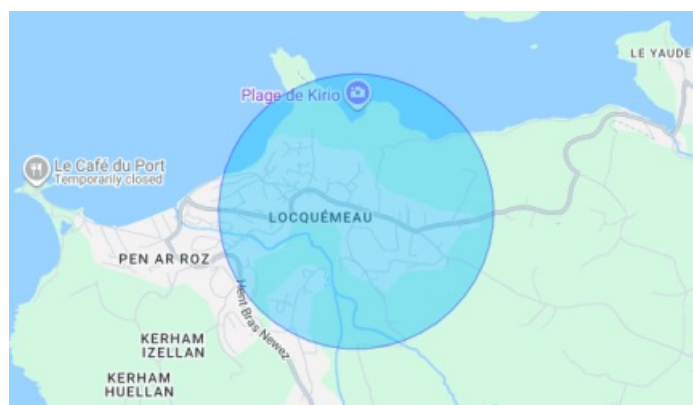 LE YAUDE
Plage de Kirio
Le Café du Port
Temporarily closed
LOCQUÉMEAU
PEN AR ROZ
Hent Bras Newez
KERHAM
IZELLAN
KERHAM
HUELLAN